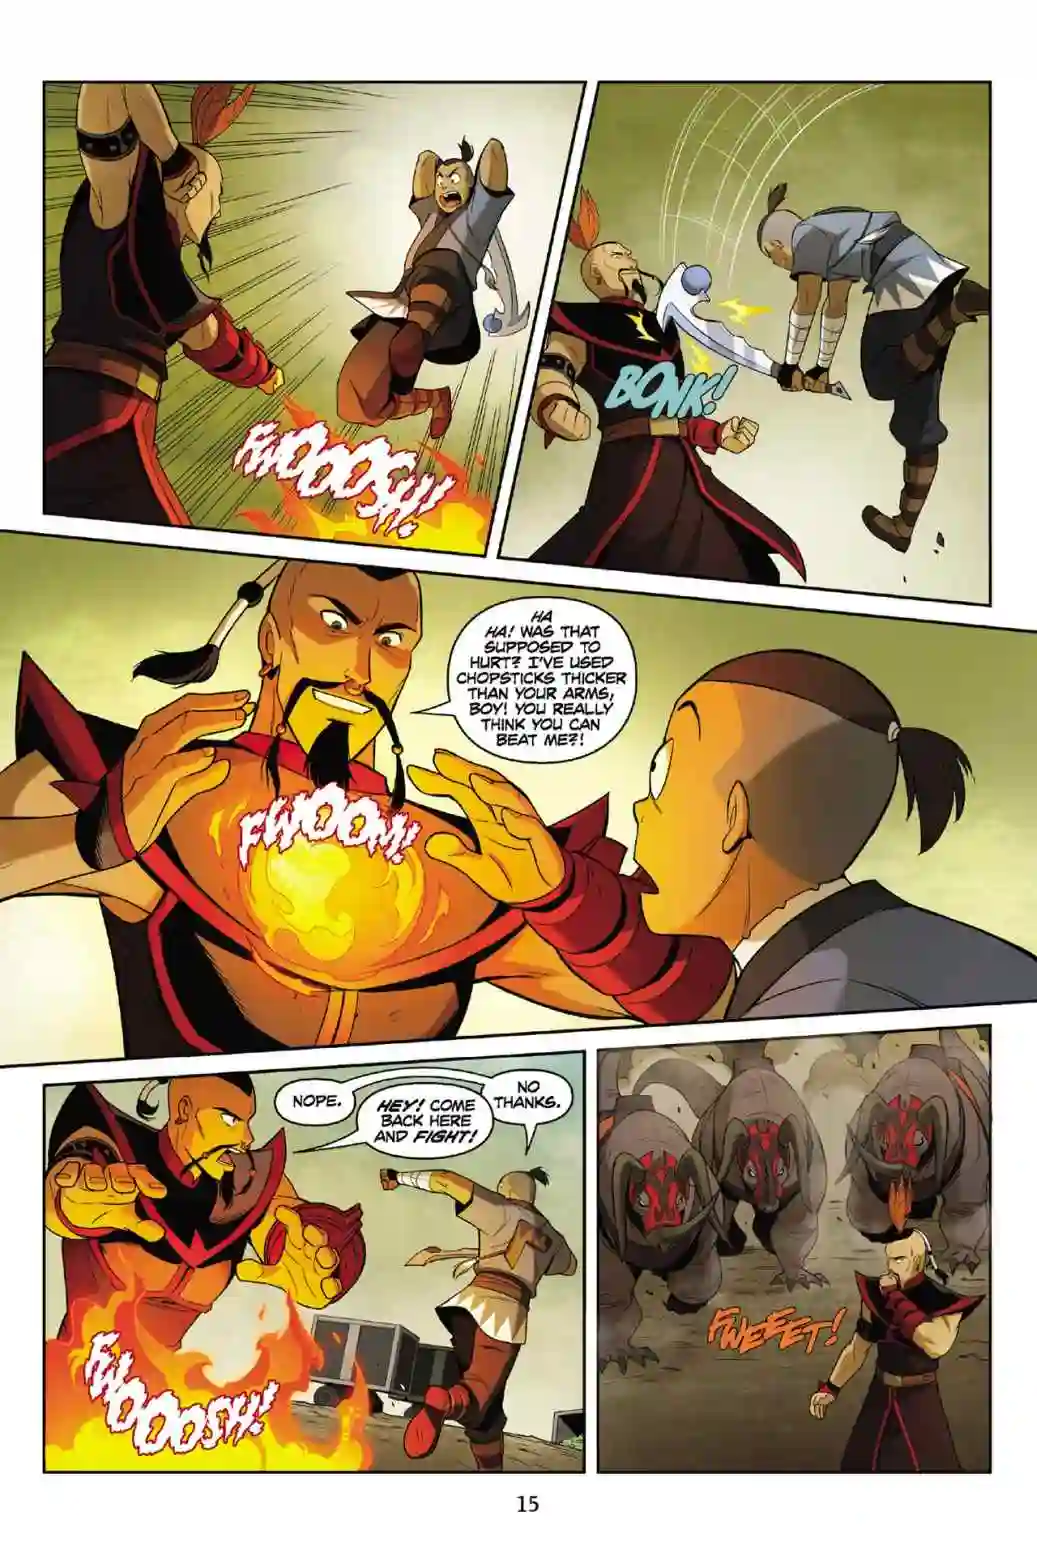 FWOOOSH!
BONK!
HA
HA! WAS THAT
SUPPOSED TO
HURT? I'VE USED
CHOPSTICKS THICKER
THAN YOUR ARMS,
BOY! YOU REALLY
THINK YOU CAN
BEAT ME?!
FWOOM!
NOPE.
HEY! COME
BACK HERE
AND FIGHT!
NO
THANKS.
FWOOOSH!
FWEEET!
15